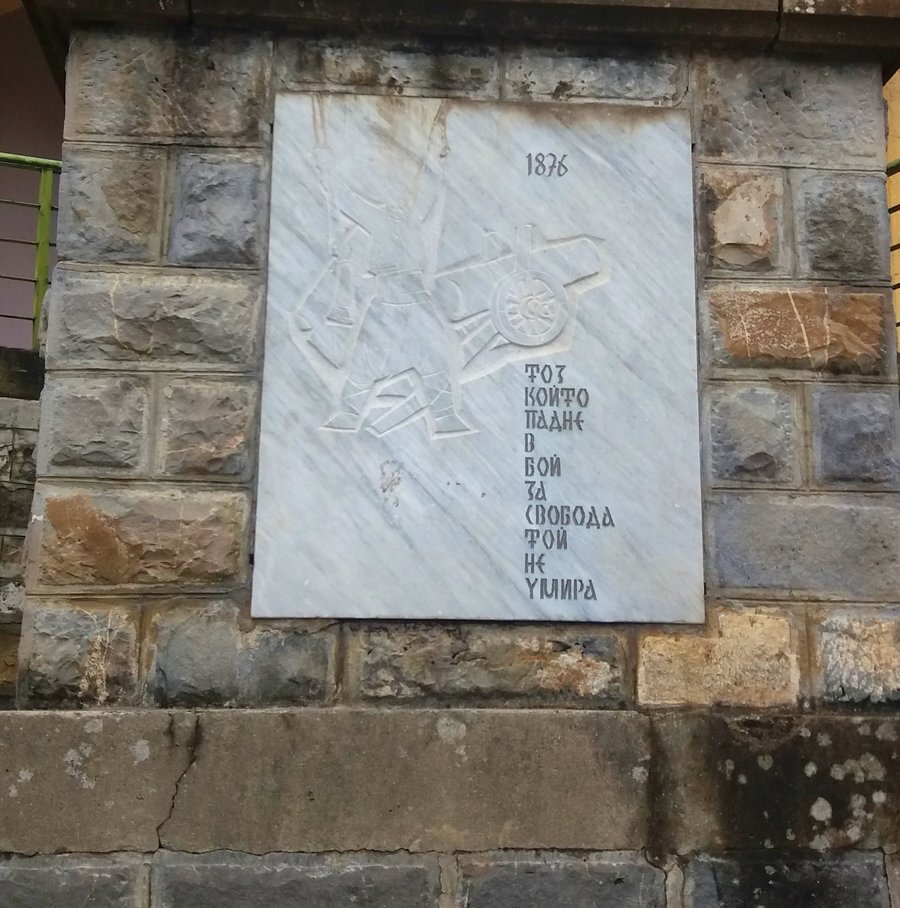 1876
ТОЗ
КОЙТО
ПАДНЕ
В
БОЙ
ЗА
СВОБОДА
ТОЙ
НЕ
УМИРА